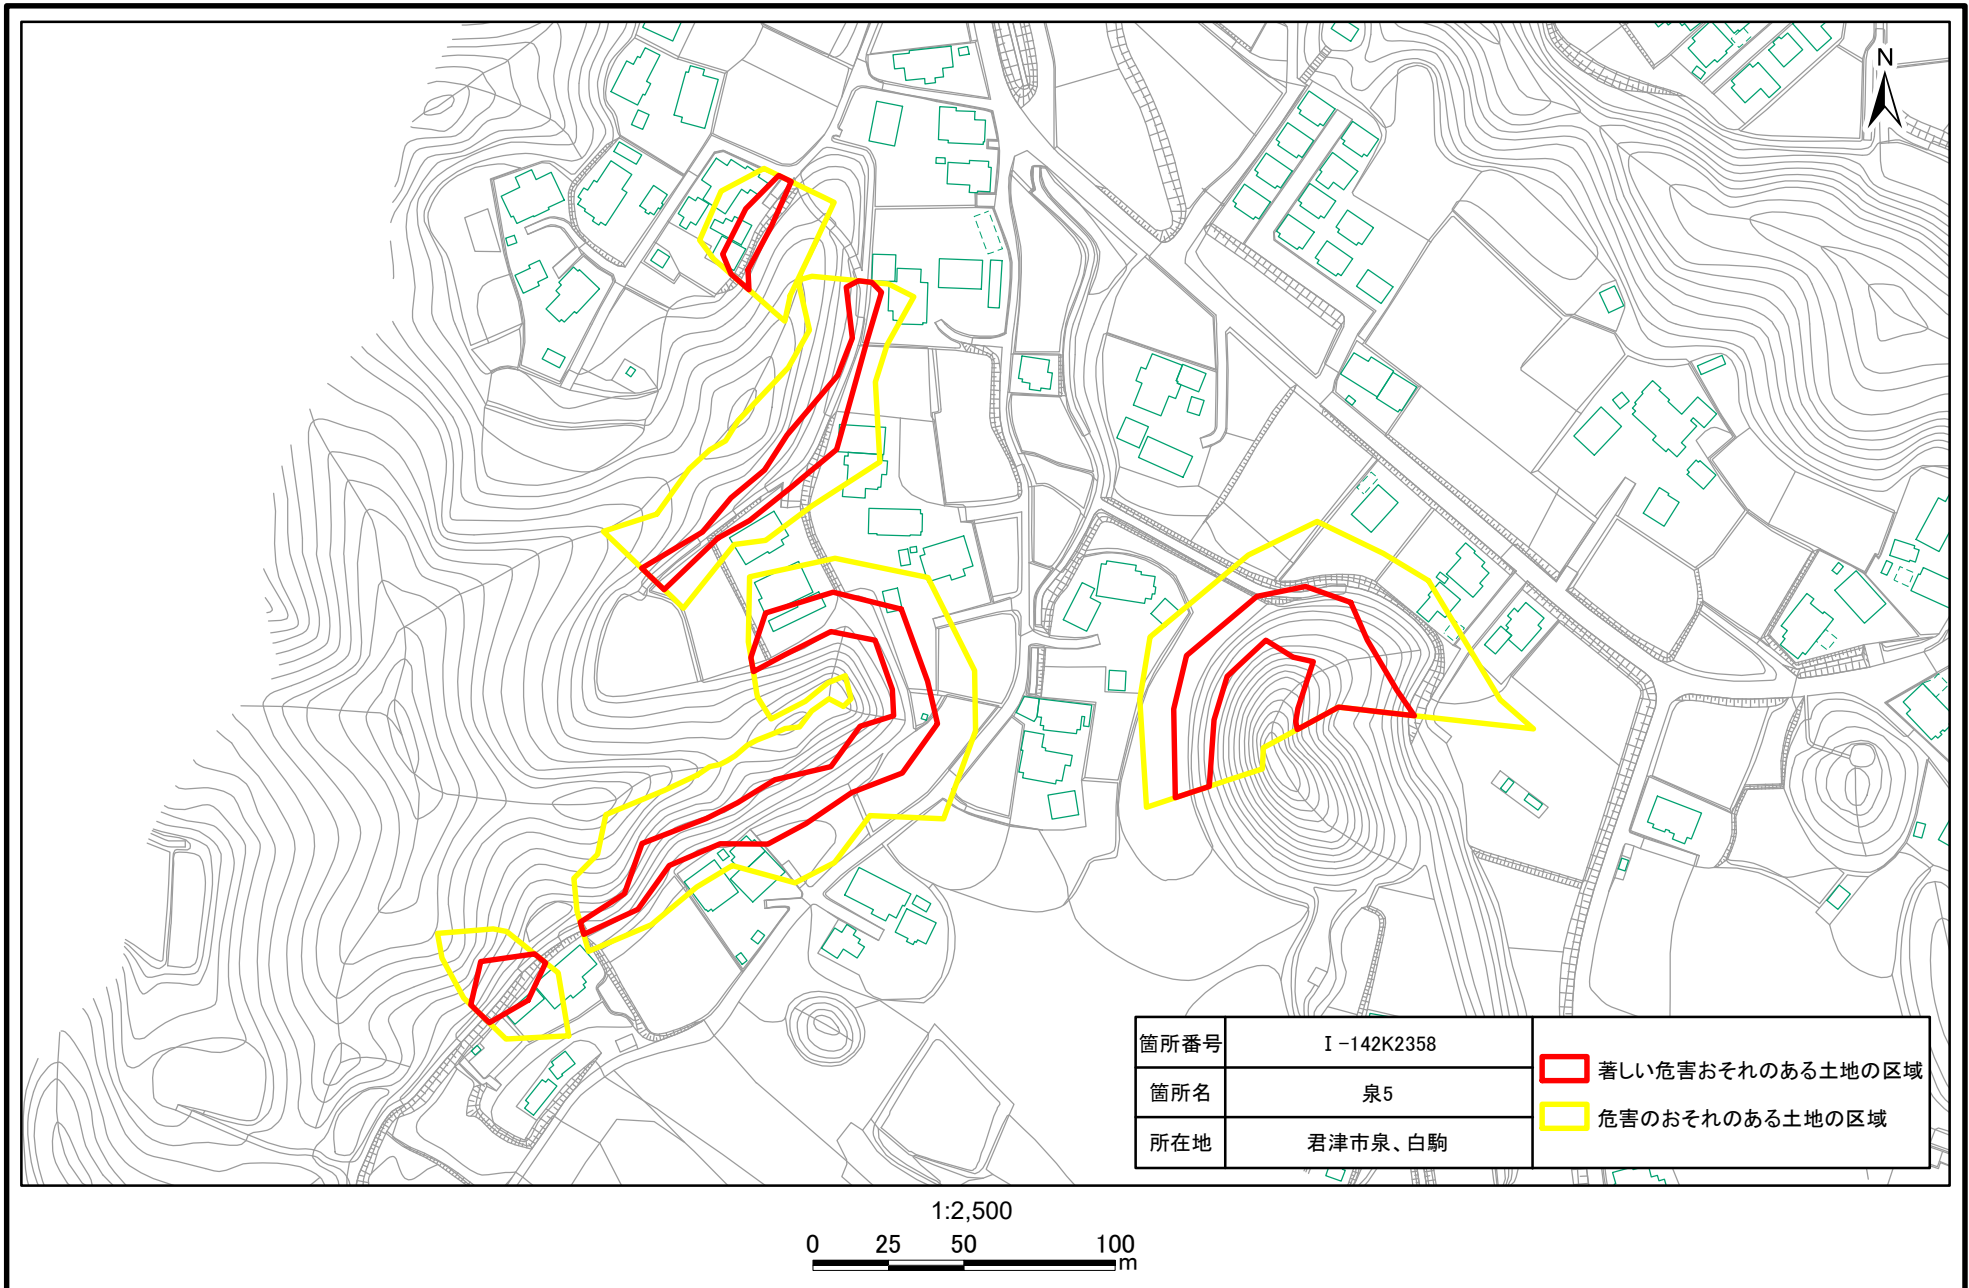 N
箇所番号 Ⅰ-142K2358
箇所名 泉5
所在地 君津市泉、白駒
著しい危害おそれのある土地の区域
危害のおそれのある土地の区域
1:2,500
0 25 50 100
m